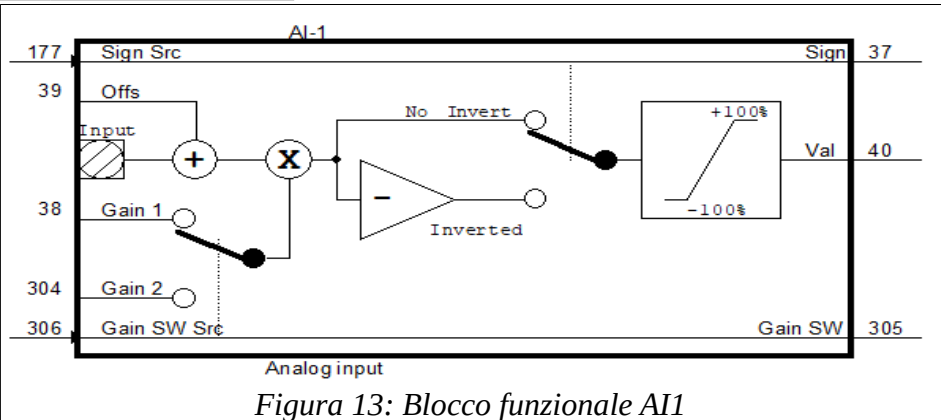 AI-1
177 Sign Src Sign 37
39 Offs
Input
No Invert
+100%
+
X
Val 40
38 Gain 1
−
-100%
Inverted
304 Gain 2
306 Gain SW Src Gain SW 305
Analog input
Figura 13: Blocco funzionale AI1